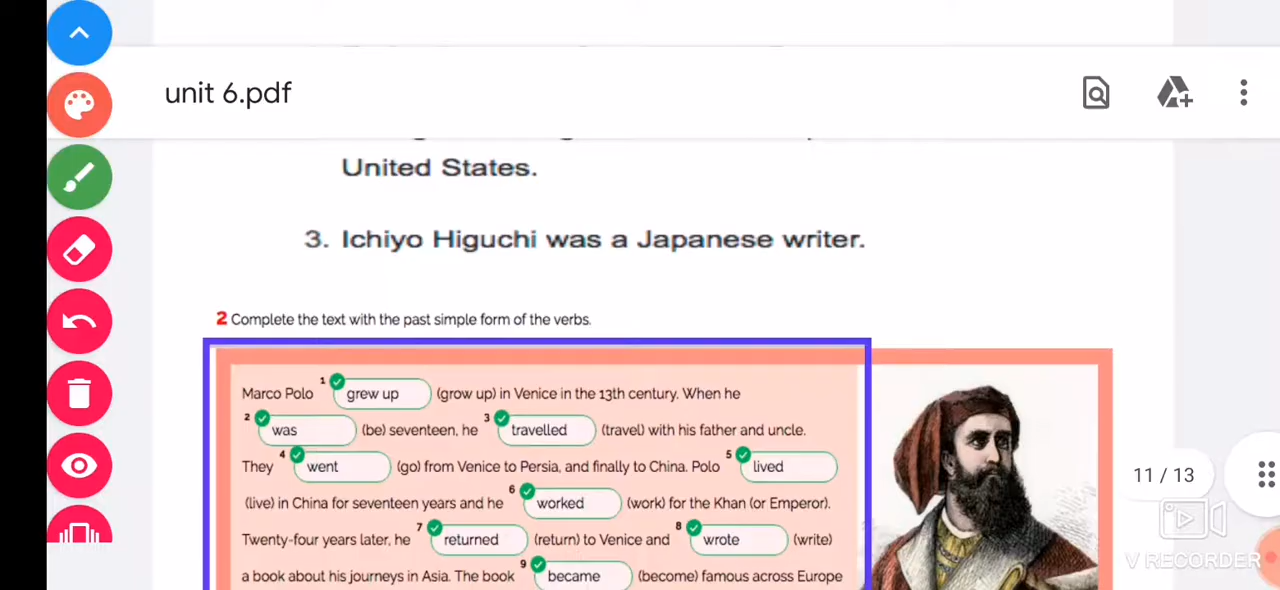 unit 6.pdf
United States.
3. Ichiyo Higuchi was a Japanese writer.
2 Complete the text with the past simple form of the verbs.
Marco Polo 1 grew up (grow up) in Venice in the 13th century. When he
2 was (be) seventeen, he 3 travelled (travel) with his father and uncle.
They 4 went (go) from Venice to Persia, and finally to China. Polo 5 lived
(live) in China for seventeen years and he 6 worked (work) for the Khan (or Emperor).
Twenty-four years later, he 7 returned (return) to Venice and 8 wrote (write)
a book about his journeys in Asia. The book 9 became (become) famous across Europe
11 / 13
V RECORDER